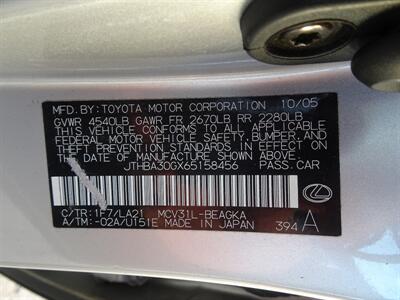 MFD. BY: TOYOTA MOTOR CORPORATION 10/05
GVWR 4540LB GAWR FR 2670LB RR 2280LB
THIS VEHICLE CONFORMS TO ALL APPLICABLE
FEDERAL MOTOR VEHICLE SAFETY, BUMPER, AND
THEFT PREVENTION STANDARDS IN EFFECT ON
THE DATE OF MANUFACTURE SHOWN ABOVE.
JTHBA30GX65158456 PASS.CAR
C/TR: 1F7/LA21 MCV31L-BEAGKA
A/TM: -02A/U151E MADE IN JAPAN 394 A